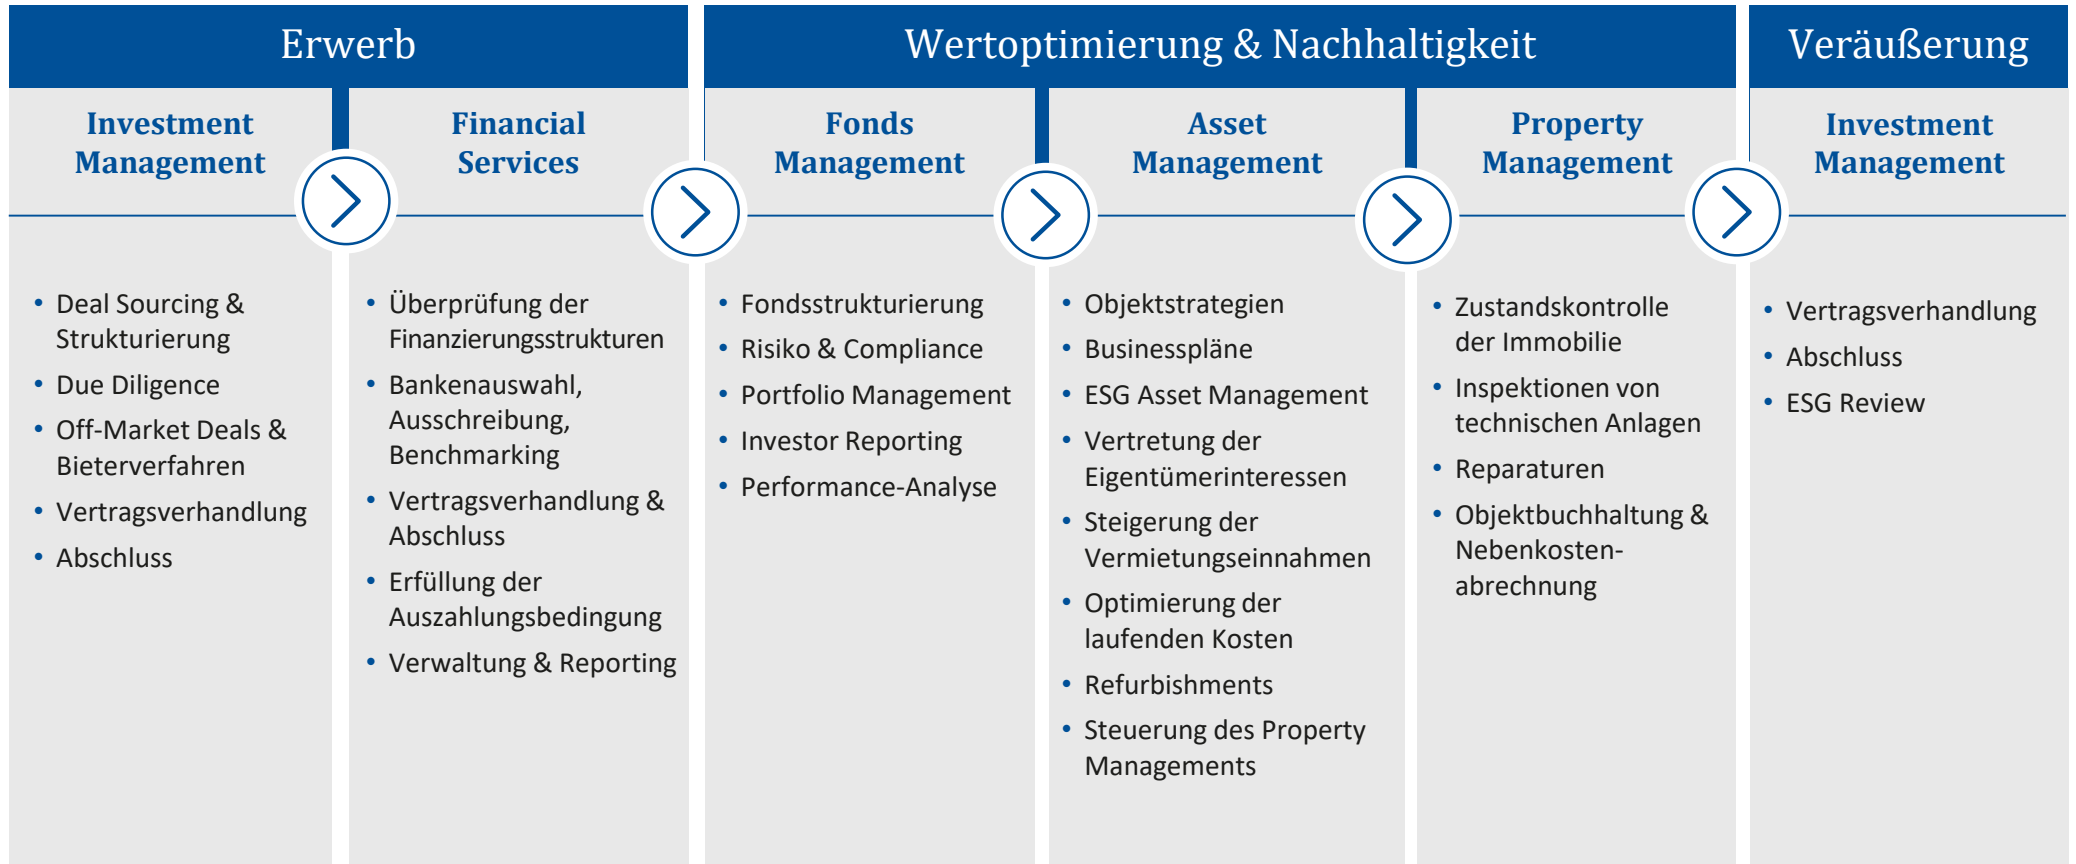 Erwerb
Wertoptimierung & Nachhaltigkeit
Veräußerung
Investment
Management
• Deal Sourcing &
Strukturierung
• Due Diligence
• Off-Market Deals &
Bieterverfahren
• Vertragsverhandlung
• Abschluss
Financial
Services
• Überprüfung der
Finanzierungsstrukturen
• Bankenauswahl,
Ausschreibung,
Benchmarking
• Vertragsverhandlung &
Abschluss
• Erfüllung der
Auszahlungsbedingung
• Verwaltung & Reporting
Fonds
Management
• Fondsstrukturierung
• Risiko & Compliance
• Portfolio Management
• Investor Reporting
• Performance-Analyse
Asset
Management
• Objektstrategien
• Businesspläne
• ESG Asset Management
• Vertretung der
Eigentümerinteressen
• Steigerung der
Vermietungseinnahmen
• Optimierung der
laufenden Kosten
• Refurbishments
• Steuerung des Property
Managements
Property
Management
• Zustandskontrolle
der Immobilie
• Inspektionen von
technischen Anlagen
• Reparaturen
• Objektbuchhaltung &
Nebenkosten-
abrechnung
Investment
Management
• Vertragsverhandlung
• Abschluss
• ESG Review